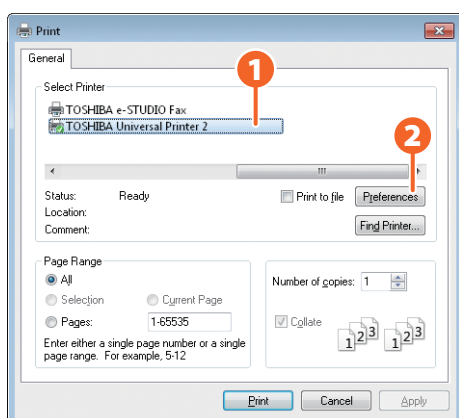 Print
General
1
Select Printer
TOSHIBA e-STUDIO Fax
TOSHIBA Universal Printer 2
2
Status: Ready
Print to file
Preferences
Location:
Comment:
Find Printer...
Page Range
All
Selection
Current Page
Pages: 1-65535
Enter either a single page number or a single
page range. For example, 5-12
Number of copies: 1
Collate
1 2 3 1 2 3
Print Cancel Apply